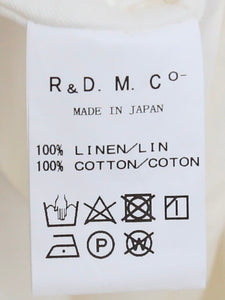 R&D.M.Co-
MADE IN JAPAN
100% LINEN/LIN
100% COTTON/COTON
P W